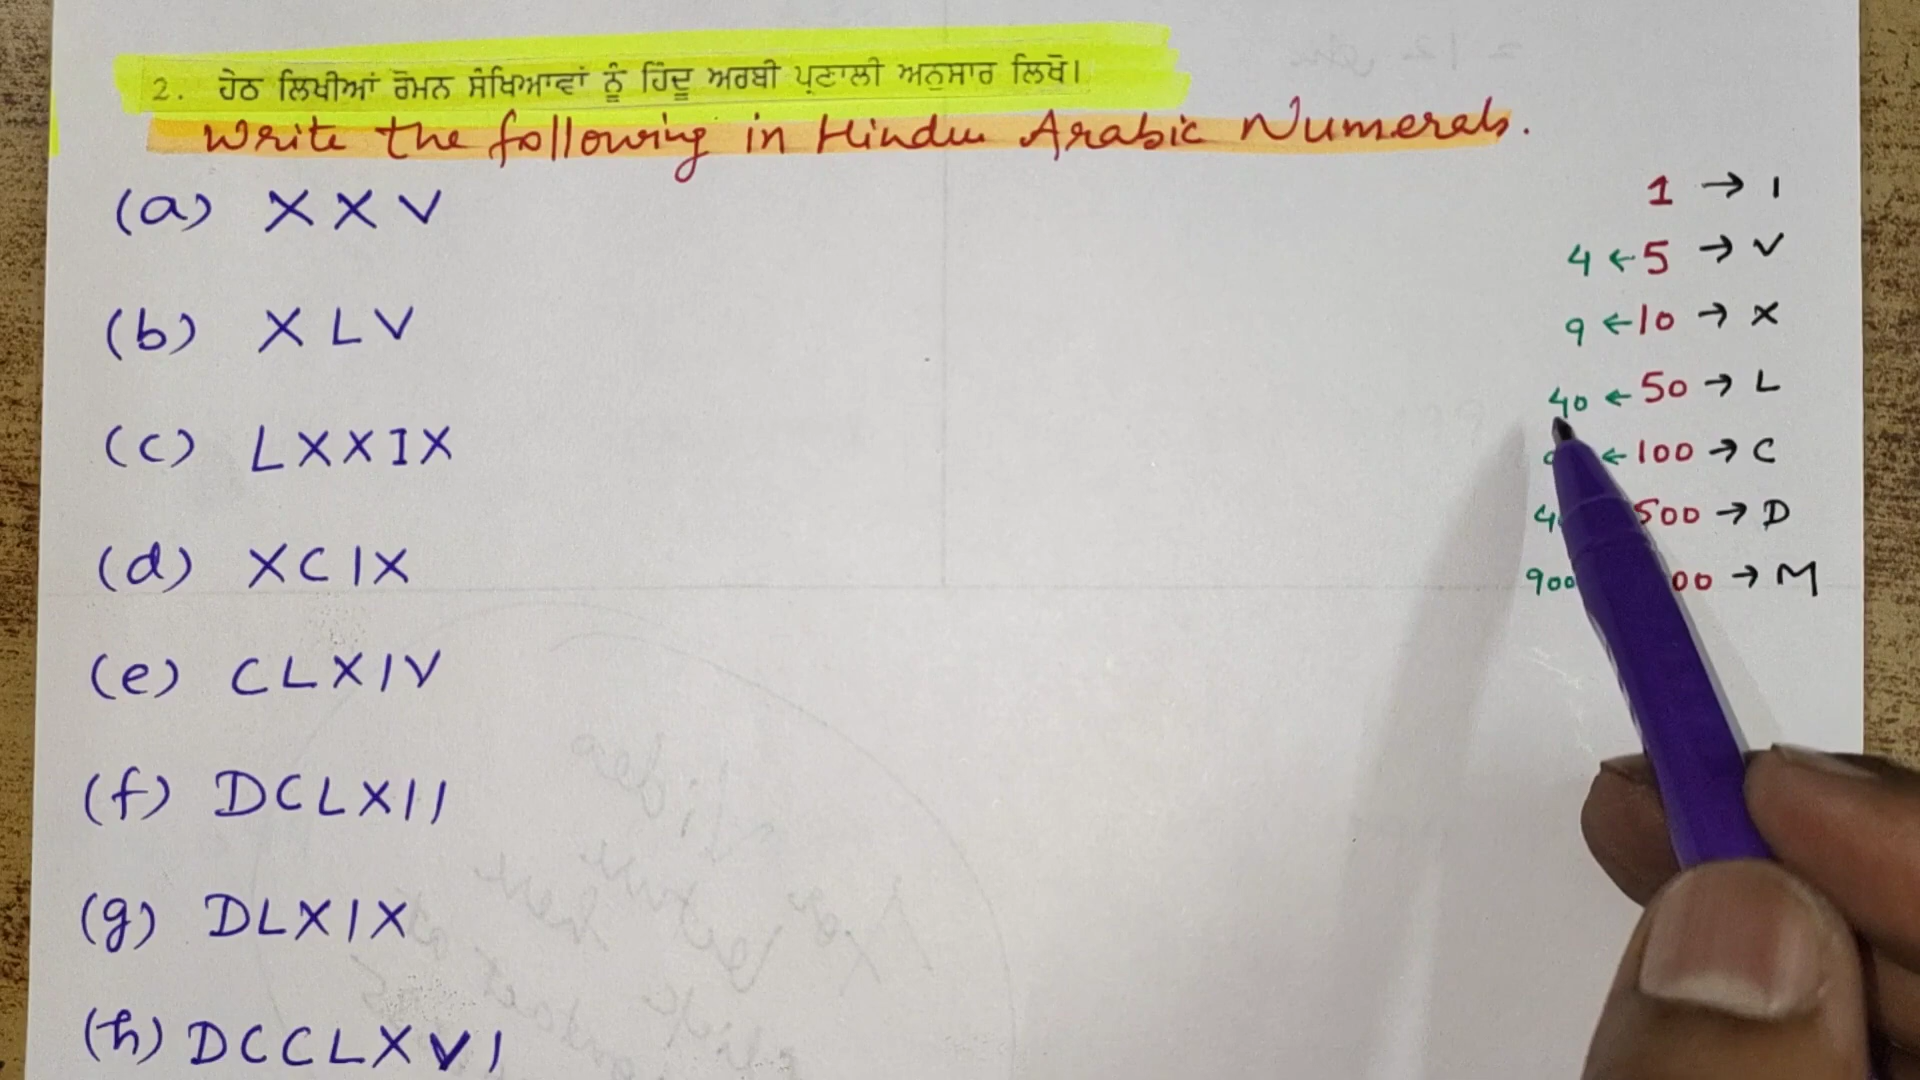 2. ਹੇਠ ਲਿਖੀਆਂ ਰੋਮਨ ਸੰਖਿਆਵਾਂ ਨੂੰ ਹਿੰਦੂ ਅਰਬੀ ਪ੍ਰਣਾਲੀ ਅਨੁਸਾਰ ਲਿਖੋ।
Write the following in Hindu Arabic Numerals.
(a) XXV
(b) XLV
(c) LXXIX
(d) XCIX
(e) CLXIV
(f) DCLXII
(g) DLXIX
(h) DCCLXVI
1 → I
4 ← 5 → V
9 ← 10 → X
40 ← 50 → L
← 100 → C
500 → D
900 → M